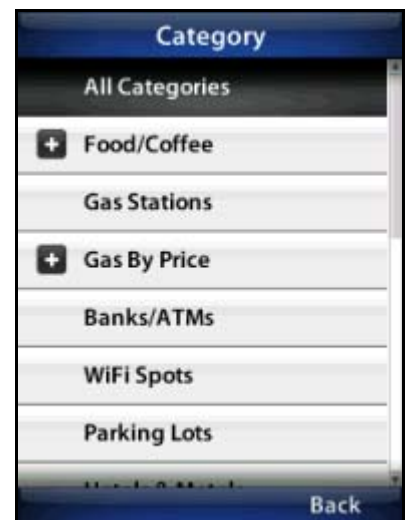 Category
All Categories
Food/Coffee
Gas Stations
Gas By Price
Banks/ATMs
WiFi Spots
Parking Lots
Back